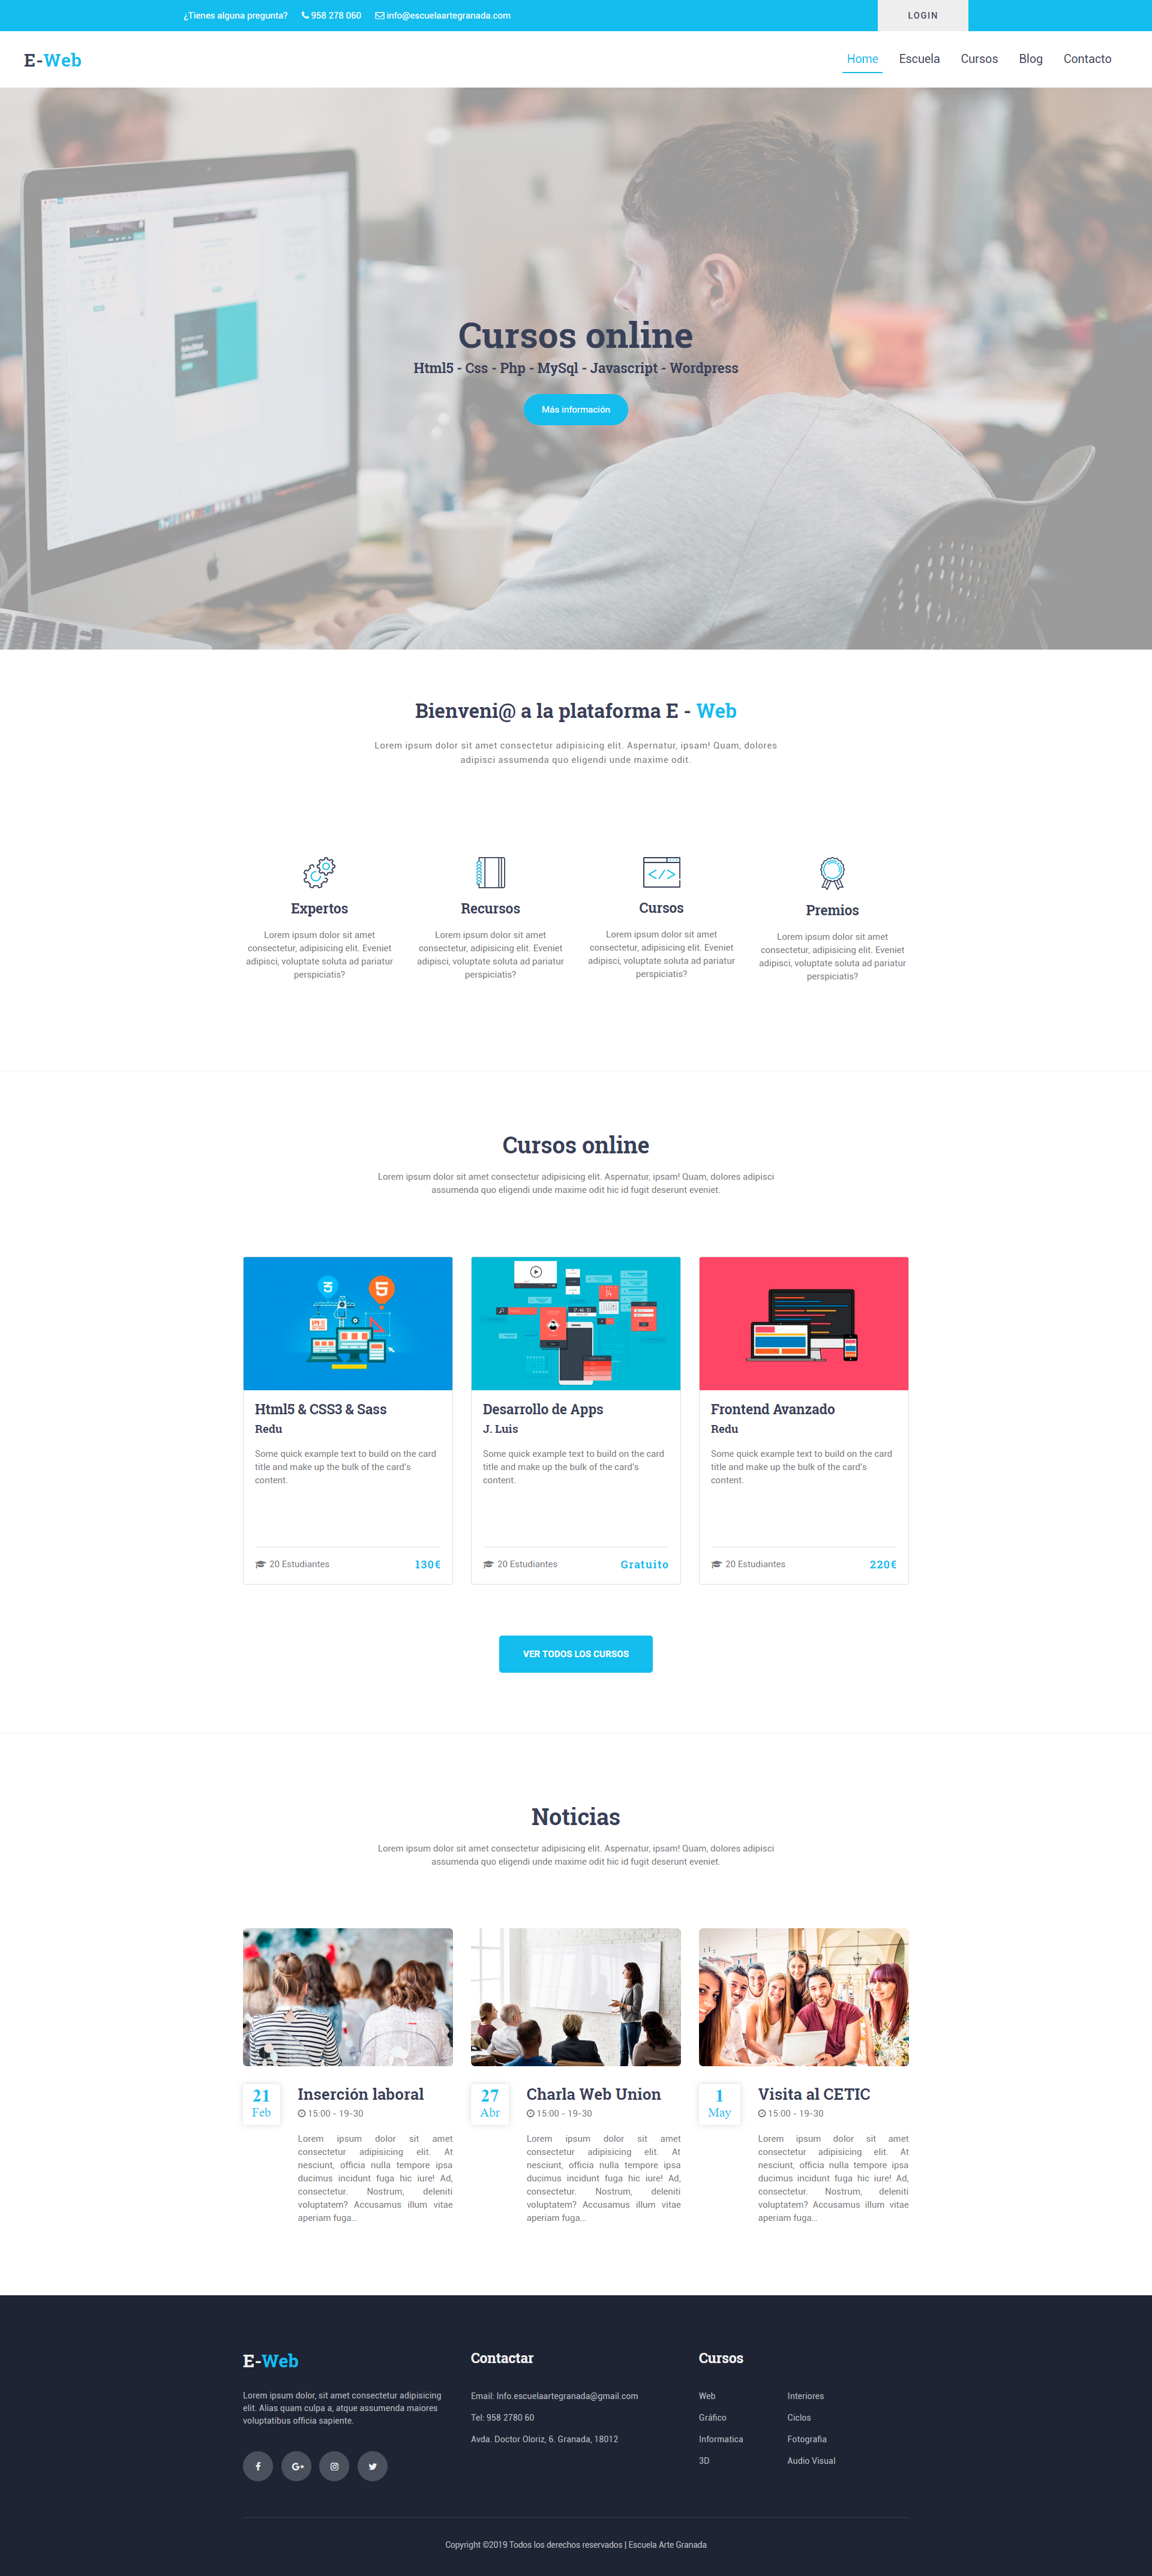 ¿Tienes alguna pregunta? 958 278 060 info@escuelaartegranada.com LOGIN
E-Web Home Escuela Cursos Blog Contacto
Cursos online
Html5 - Css - Php - MySql - Javascript - Wordpress
Más información
Bienveni@ a la plataforma E - Web
Lorem ipsum dolor sit amet consectetur adipisicing elit. Aspernatur, ipsam! Quam, dolores
adipisci assumenda quo eligendi unde maxime odit.
Expertos
Lorem ipsum dolor sit amet
consectetur, adipisicing elit. Eveniet
adipisci, voluptate soluta ad pariatur
perspiciatis?
Recursos
Lorem ipsum dolor sit amet
consectetur, adipisicing elit. Eveniet
adipisci, voluptate soluta ad pariatur
perspiciatis?
Cursos
Lorem ipsum dolor sit amet
consectetur, adipisicing elit. Eveniet
adipisci, voluptate soluta ad pariatur
perspiciatis?
Premios
Lorem ipsum dolor sit amet
consectetur, adipisicing elit. Eveniet
adipisci, voluptate soluta ad pariatur
perspiciatis?
Cursos online
Lorem ipsum dolor sit amet consectetur adipisicing elit. Aspernatur, ipsam! Quam, dolores adipisci
assumenda quo eligendi unde maxime odit hic id fugit deserunt eveniet.
Html5 & CSS3 & Sass
Redu
Some quick example text to build on the card
title and make up the bulk of the card's
content.
20 Estudiantes 130€
14
Desarrollo de Apps
J. Luis
Some quick example text to build on the card
title and make up the bulk of the card's
content.
20 Estudiantes Gratuito
Frontend Avanzado
Redu
Some quick example text to build on the card
title and make up the bulk of the card's
content.
20 Estudiantes 220€
VER TODOS LOS CURSOS
Noticias
Lorem ipsum dolor sit amet consectetur adipisicing elit. Aspernatur, ipsam! Quam, dolores adipisci
assumenda quo eligendi unde maxime odit hic id fugit deserunt eveniet.
21
Feb
Inserción laboral
15:00 - 19-30
Lorem ipsum dolor sit amet
consectetur adipisicing elit. At
nesciunt, officia nulla tempore ipsa
ducimus incidunt fuga hic iure! Ad,
consectetur. Nostrum, deleniti
voluptatem? Accusamus illum vitae
aperiam fuga...
27
Abr
Charla Web Union
15:00 - 19-30
Lorem ipsum dolor sit amet
consectetur adipisicing elit. At
nesciunt, officia nulla tempore ipsa
ducimus incidunt fuga hic iure! Ad,
consectetur. Nostrum, deleniti
voluptatem? Accusamus illum vitae
aperiam fuga...
1
May
Visita al CETIC
15:00 - 19-30
Lorem ipsum dolor sit amet
consectetur adipisicing elit. At
nesciunt, officia nulla tempore ipsa
ducimus incidunt fuga hic iure! Ad,
consectetur. Nostrum, deleniti
voluptatem? Accusamus illum vitae
aperiam fuga...
E-Web
Lorem ipsum dolor, sit amet consectetur adipisicing
elit. Alias quam culpa a, atque assumenda maiores
voluptatibus officia sapiente.
Contactar
Email: Info.escuelaartegranada@gmail.com
Tel: 958 2780 60
Avda. Doctor Oloriz, 6. Granada, 18012
Cursos
Web Interiores
Gráfico Ciclos
Informatica Fotografia
3D Audio Visual
Copyright ©2019 Todos los derechos reservados | Escuela Arte Granada